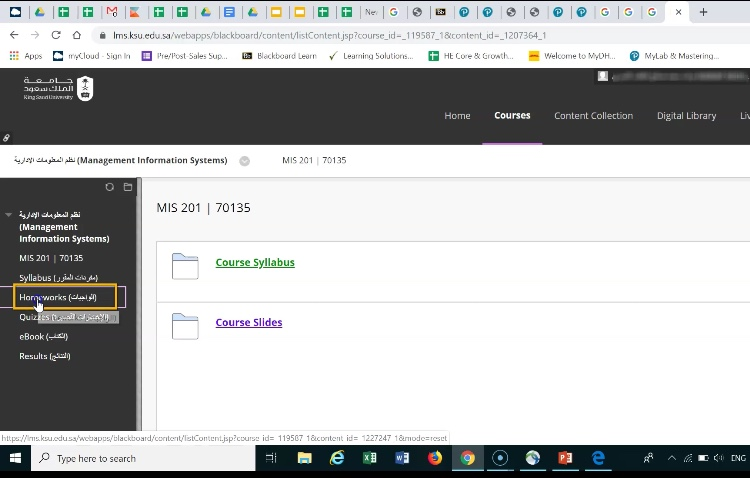 Ne
lms.ksu.edu.sa/webapps/blackboard/content/listContent.jsp?course_id=_119587_1&content_id=_1207364_1
Apps myCloud - Sign In Pre/Post-Sales Sup... Bb Blackboard Learn Learning Solutions... HE Core & Growth... Welcome to MyDH... MyLab & Mastering...
جامعة
الملك سعود
King Saud University
Home Courses Content Collection Digital Library Li
نظم المعلومات الإدارية (Management Information Systems) MIS 201 | 70135
نظم المعلومات الإدارية
(Management
Information Systems)
MIS 201 | 70135
Syllabus (مفردات المقرر)
Homeworks (الواجبات)
Quizzes
eBook (الكتاب)
Results (النتائج)
MIS 201 | 70135
Course Syllabus
Course Slides
https://lms.ksu.edu.sa/webapps/blackboard/content/listContent.jsp?course_id=_119587_1&content_id=_1227247_1&mode=reset
Type here to search
ENG